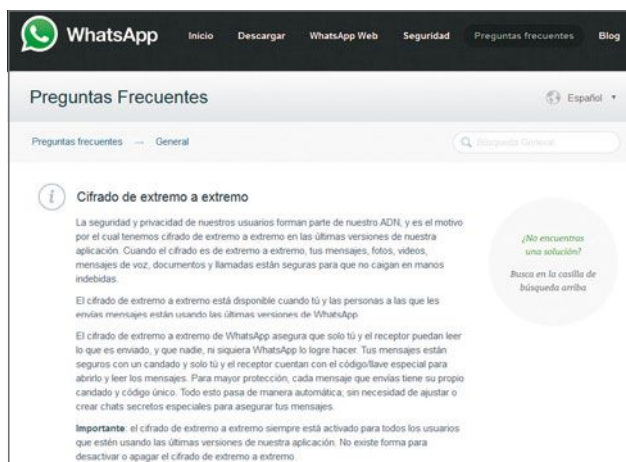 WhatsApp Inicio Descargar WhatsApp Web Seguridad Preguntas frecuentes Blog
Preguntas Frecuentes Español
Preguntas frecuentes → General Búsqueda General
Cifrado de extremo a extremo
La seguridad y privacidad de nuestros usuarios forman parte de nuestro ADN, y es el motivo
por el cual tenemos cifrado de extremo a extremo en las últimas versiones de nuestra
aplicación. Cuando el cifrado es de extremo a extremo, tus mensajes, fotos, videos,
mensajes de voz, documentos y llamadas están seguras para que no caigan en manos
indebidas.
¿No encuentras
una solución?
Busca en la casilla de
búsqueda arriba
El cifrado de extremo a extremo está disponible cuando tú y las personas a las que les
envías mensajes están usando las últimas versiones de WhatsApp.
El cifrado de extremo a extremo de WhatsApp asegura que solo tú y el receptor puedan leer
lo que es enviado, y que nadie, ni siquiera WhatsApp lo logre hacer. Tus mensajes están
seguros con un candado y solo tú y el receptor cuentan con el código/llave especial para
abrirlo y leer los mensajes. Para mayor protección, cada mensaje que envías tiene su propio
candado y código único. Todo esto pasa de manera automática; sin necesidad de ajustar o
crear chats secretos especiales para asegurar tus mensajes.
Importante: el cifrado de extremo a extremo siempre está activado para todos los usuarios
que estén usando las últimas versiones de nuestra aplicación. No existe forma para
desactivar o apagar el cifrado de extremo a extremo.